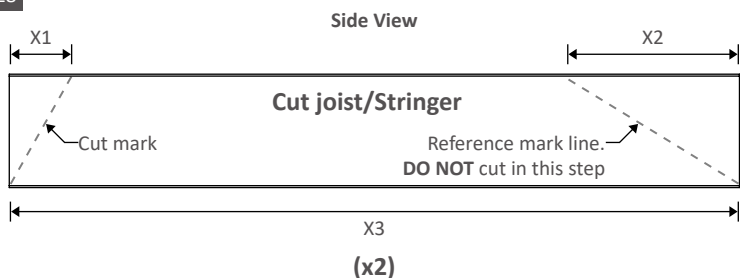 Side View
X1
X2
Cut joist/Stringer
Cut mark
Reference mark line.
DO NOT cut in this step
X3
(x2)